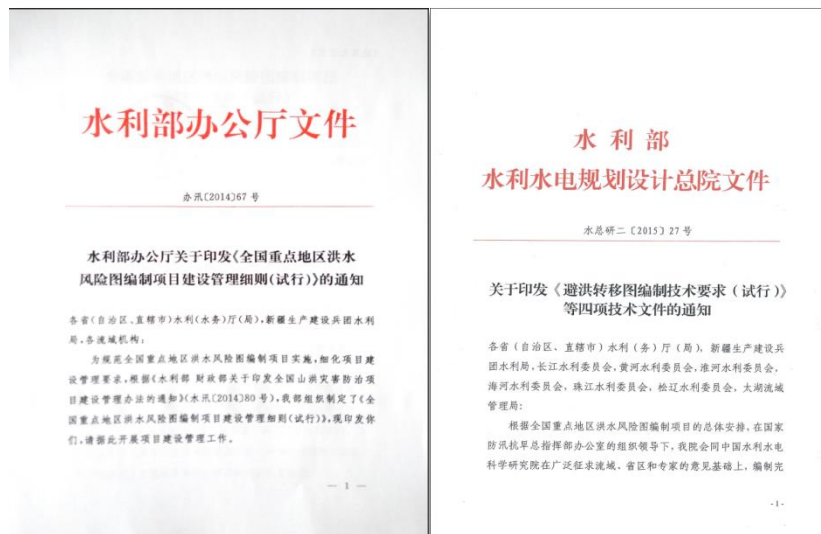 水利部办公厅文件
办汛〔2014〕67 号
水利部办公厅关于印发《全国重点地区洪水
风险图编制项目建设管理细则(试行)》的通知
各省(自治区、直辖市)水利(水务)厅(局),新疆生产建设兵团水利
局,各流域机构:
为规范全国重点地区洪水风险图编制项目实施,细化项目建
设管理要求,根据《水利部 财政部关于印发全国山洪灾害防治项
目建设管理办法的通知》(水汛〔2014〕80 号),我部组织制定了《全
国重点地区洪水风险图编制项目建设管理细则(试行)》,现印发你
们,请据此开展项目建设管理工作。
— 1 —
水 利 部
水利水电规划设计总院文件
水总研二〔2015〕27 号
关于印发《避洪转移图编制技术要求(试行)》
等四项技术文件的通知
各省(自治区、直辖市)水利(务)厅(局),新疆生产建设兵
团水利局,长江水利委员会,黄河水利委员会,淮河水利委员会,
海河水利委员会,珠江水利委员会,松辽水利委员会,太湖流域
管理局:
根据全国重点地区洪水风险图编制项目的总体安排,在国家
防汛抗旱总指挥部办公室的组织领导下,我院会同中国水利水电
科学研究院在广泛征求流域、省区和专家的意见基础上,编制完
- 1 -